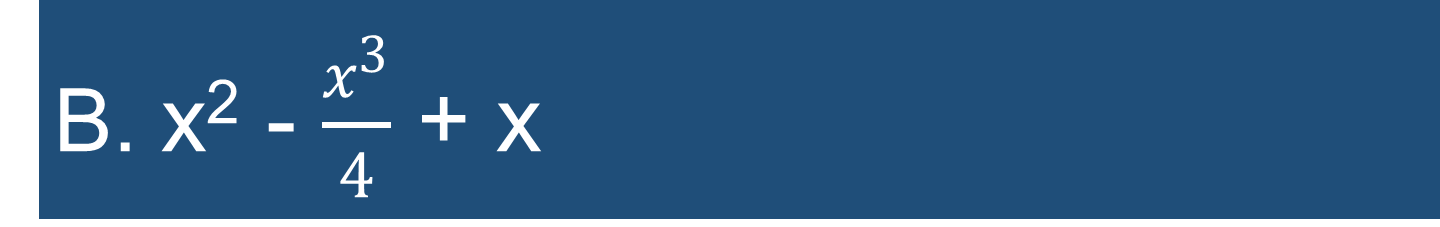 B. x² - x³/4 + x